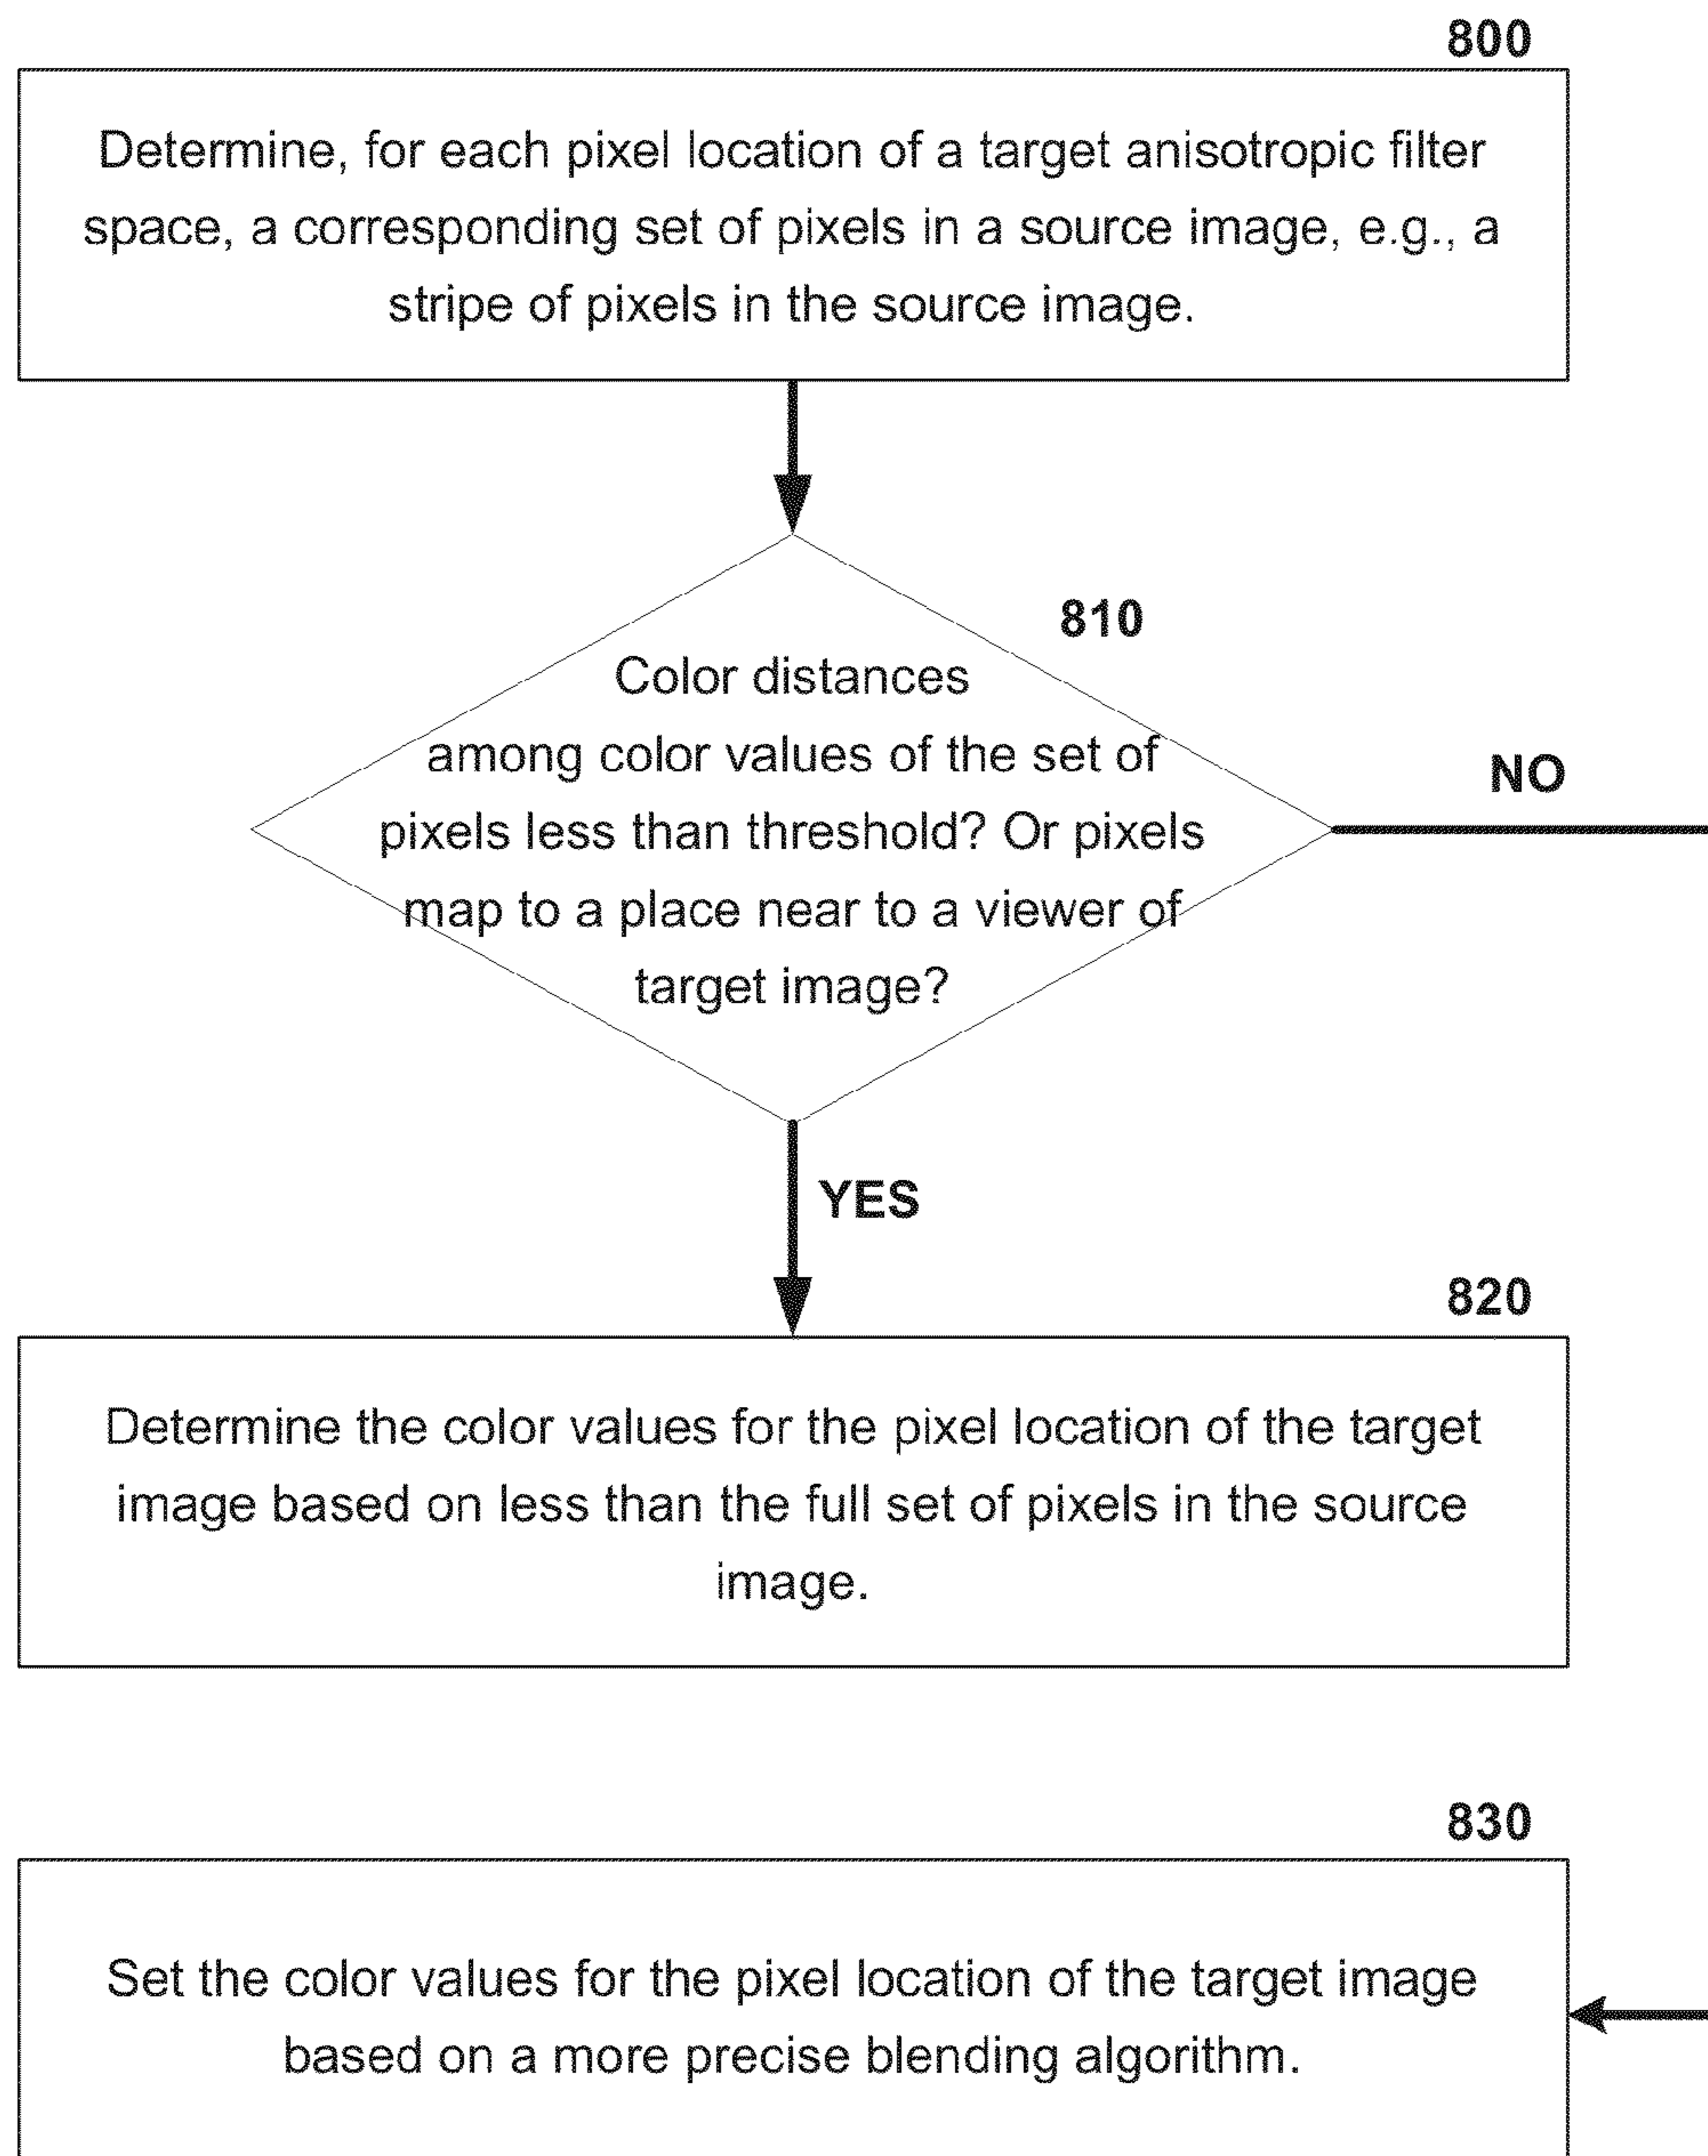 800
Determine, for each pixel location of a target anisotropic filter
space, a corresponding set of pixels in a source image, e.g., a
stripe of pixels in the source image.
810
Color distances
among color values of the set of
pixels less than threshold? Or pixels
map to a place near to a viewer of
target image?
NO
YES
820
Determine the color values for the pixel location of the target
image based on less than the full set of pixels in the source
image.
830
Set the color values for the pixel location of the target image
based on a more precise blending algorithm.